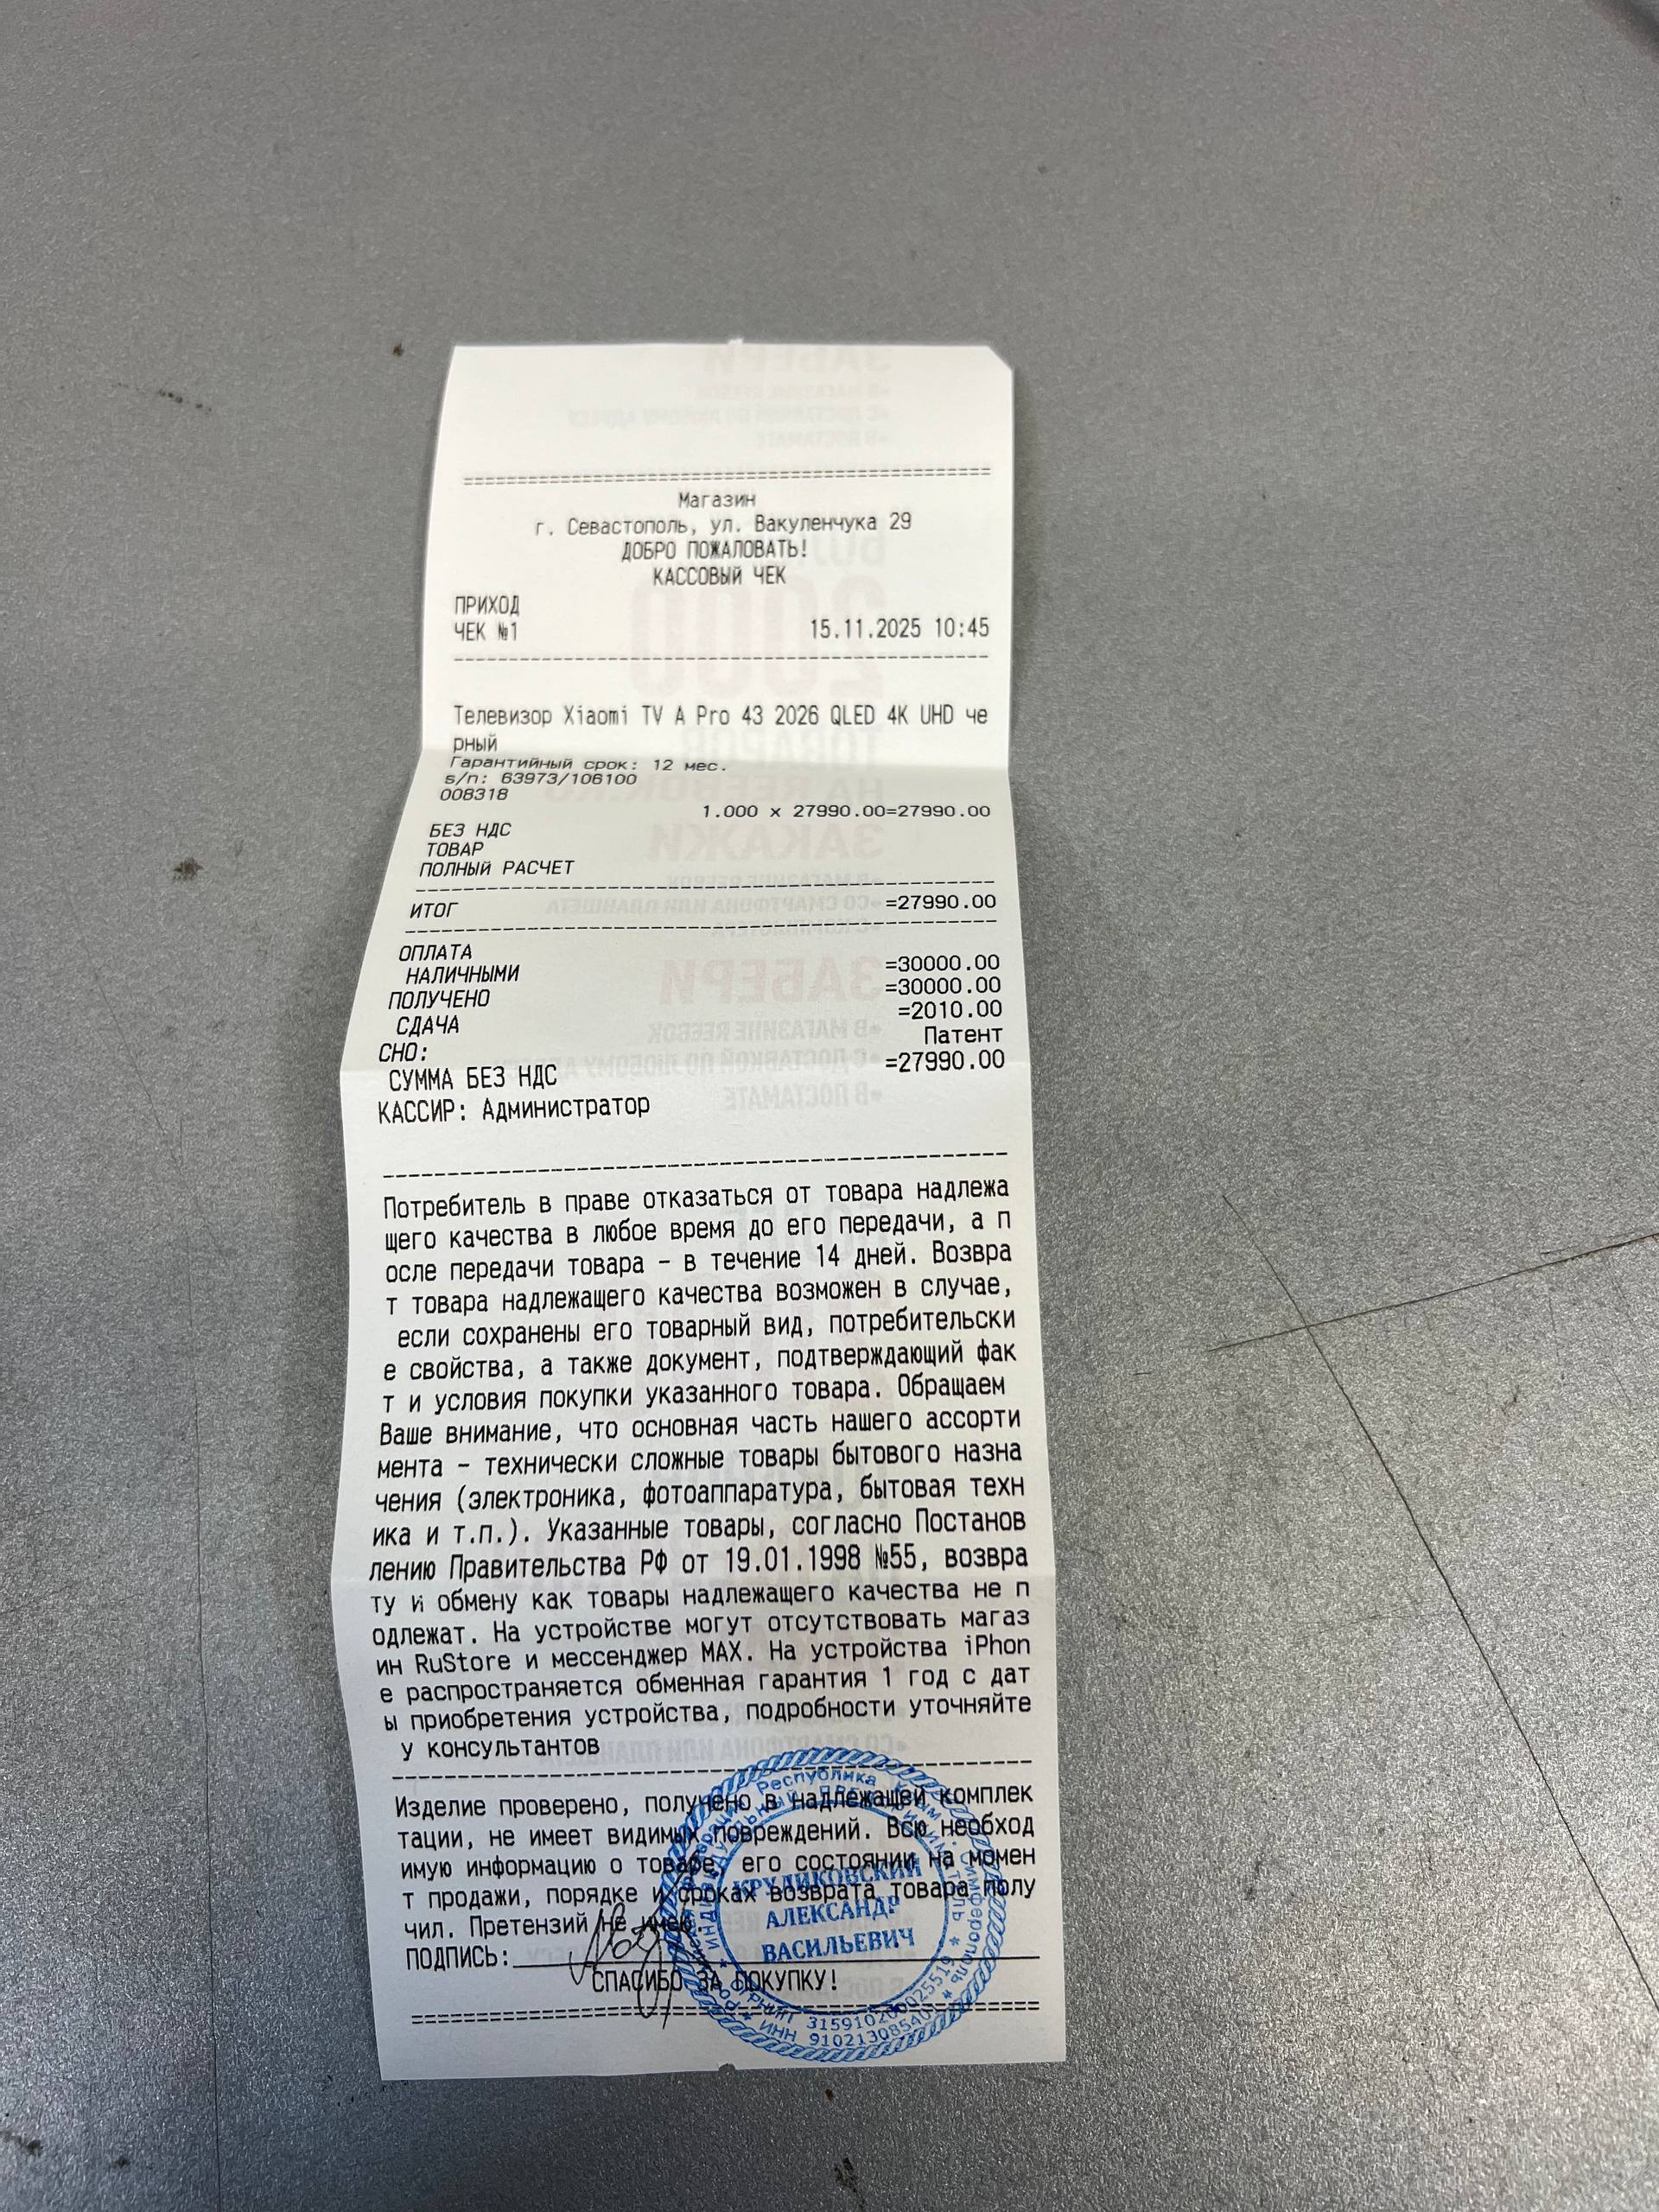 Магазин
г. Севастополь, ул. Вакуленчука 29
ДОБРО ПОЖАЛОВАТЬ!
КАССОВЫЙ ЧЕК
ПРИХОД
ЧЕК №1 15.11.2025 10:45
Телевизор Xiaomi TV A Pro 43 2026 QLED 4K UHD че
рный
Гарантийный срок: 12 мес.
s/n: 63973/106100
008318
1.000 x 27990.00=27990.00
БЕЗ НДС
ТОВАР
ПОЛНЫЙ РАСЧЕТ
ИТОГ =27990.00
ОПЛАТА
НАЛИЧНЫМИ =30000.00
ПОЛУЧЕНО =30000.00
СДАЧА =2010.00
СНО: Патент
СУММА БЕЗ НДС =27990.00
КАССИР: Администратор
Потребитель в праве отказаться от товара надлежа
щего качества в любое время до его передачи, а п
осле передачи товара - в течение 14 дней. Возвра
т товара надлежащего качества возможен в случае,
если сохранены его товарный вид, потребительски
е свойства, а также документ, подтверждающий фак
т и условия покупки указанного товара. Обращаем
Ваше внимание, что основная часть нашего ассорти
мента - технически сложные товары бытового назна
чения (электроника, фотоаппаратура, бытовая техн
ика и т.п.). Указанные товары, согласно Постанов
лению Правительства РФ от 19.01.1998 №55, возвра
ту и обмену как товары надлежащего качества не п
одлежат. На устройстве могут отсутствовать магаз
ин RuStore и мессенджер MAX. На устройства iPhon
e распространяется обменная гарантия 1 год с дат
ы приобретения устройства, подробности уточняйте
у консультантов
Изделие проверено, получено в надлежащей комплек
тации, не имеет видимых повреждений. Всю необход
имую информацию о товаре, его состоянии на момен
т продажи, порядке и сроках возврата товара полу
чил. Претензий не имею.
ПОДПИСЬ:
СПАСИБО ЗА ПОКУПКУ!
КРУЛИКОВСКИЙ
АЛЕКСАНДР
ВАСИЛЬЕВИЧ
Республика Крым
Симферополь
ИНДИВИДУАЛЬНЫЙ ПРЕДПРИНИМАТЕЛЬ
ОГРНИП 315910200025519
ИНН